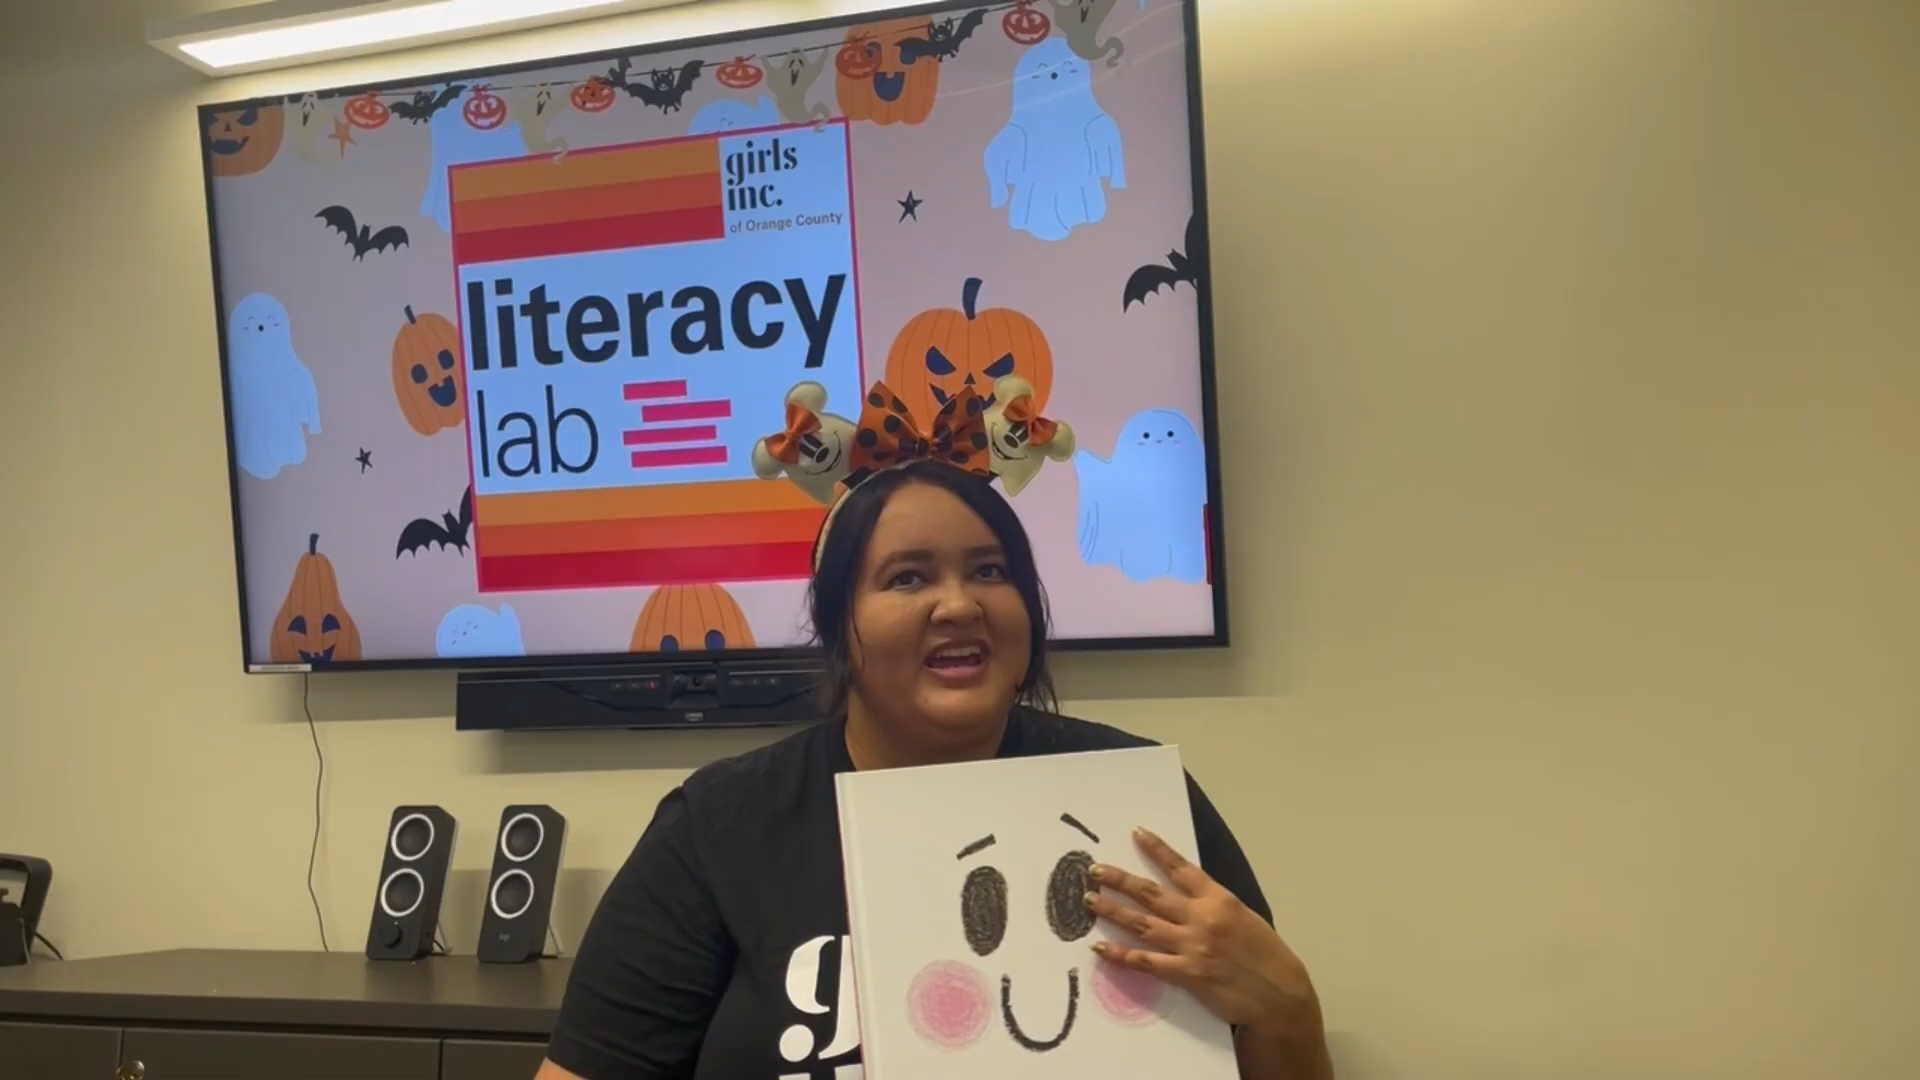 girls
inc.
of Orange County
literacy
lab
g